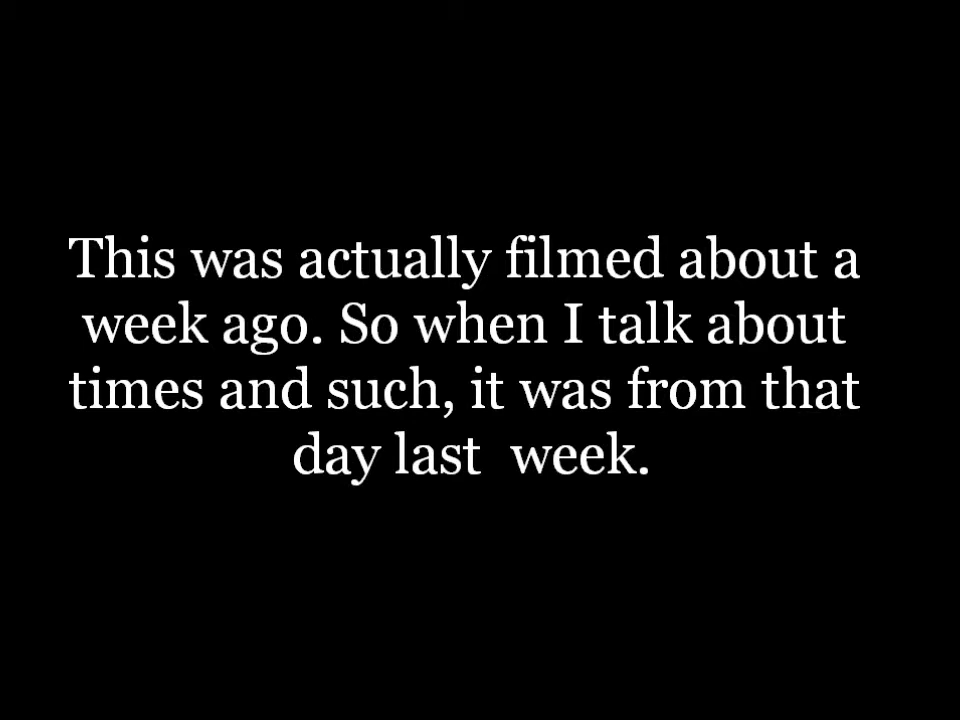 This was actually filmed about a
week ago. So when I talk about
times and such, it was from that
day last  week.